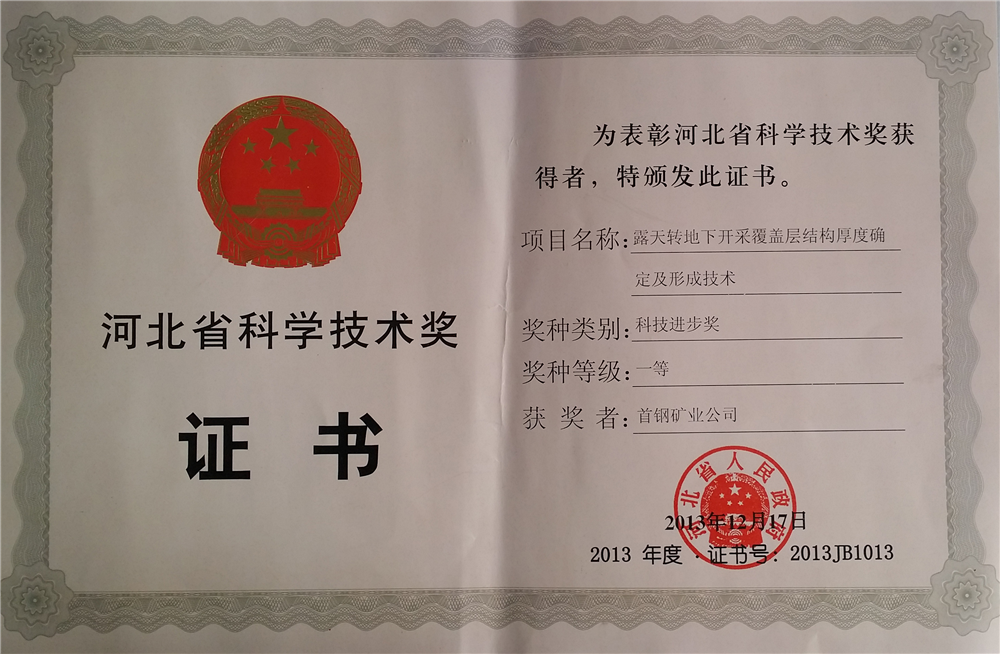 河北省科学技术奖
证 书
为表彰河北省科学技术奖获
得者，特颁发此证书。
项目名称：露天转地下开采覆盖层结构厚度确
定及形成技术
奖种类别：科技进步奖
奖种等级：一等
获 奖 者：首钢矿业公司
河北省人民政府
2013年12月17日
2013 年度 · 证书号：2013JB1013